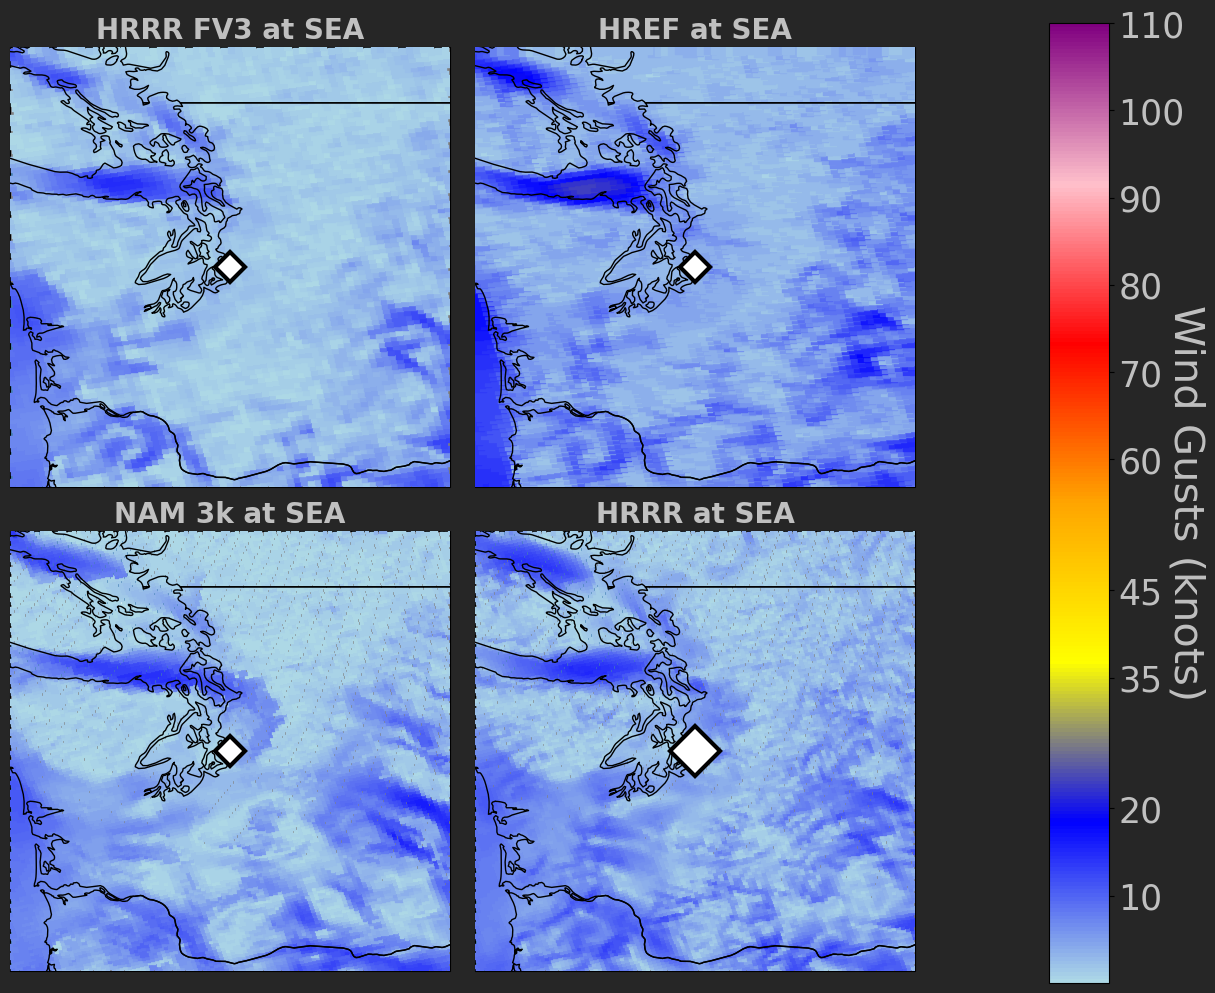 HRRR FV3 at SEA
HREF at SEA
NAM 3k at SEA
HRRR at SEA
110
100
90
80
70
60
45
35
20
10
Wind Gusts (knots)